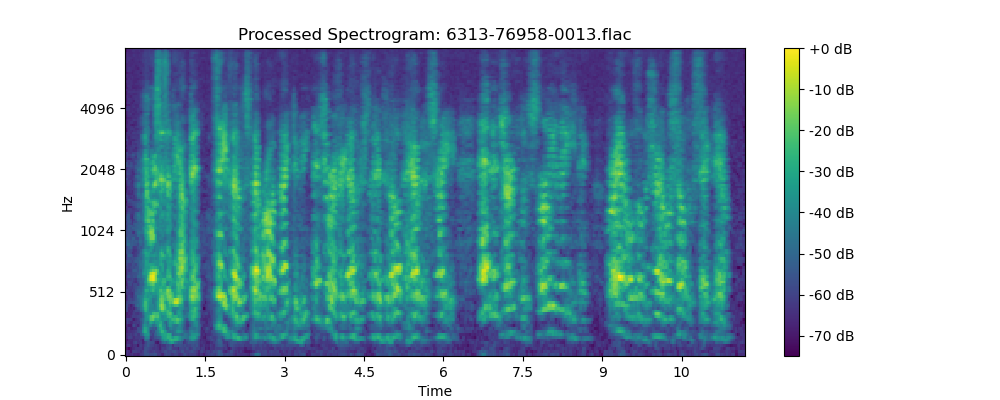 Processed Spectrogram: 6313-76958-0013.flac
+0 dB
4096
-10 dB
-20 dB
2048
-30 dB
Hz
1024
-40 dB
-50 dB
512
-60 dB
0
-70 dB
0 1.5 3 4.5 6 7.5 9 10
Time